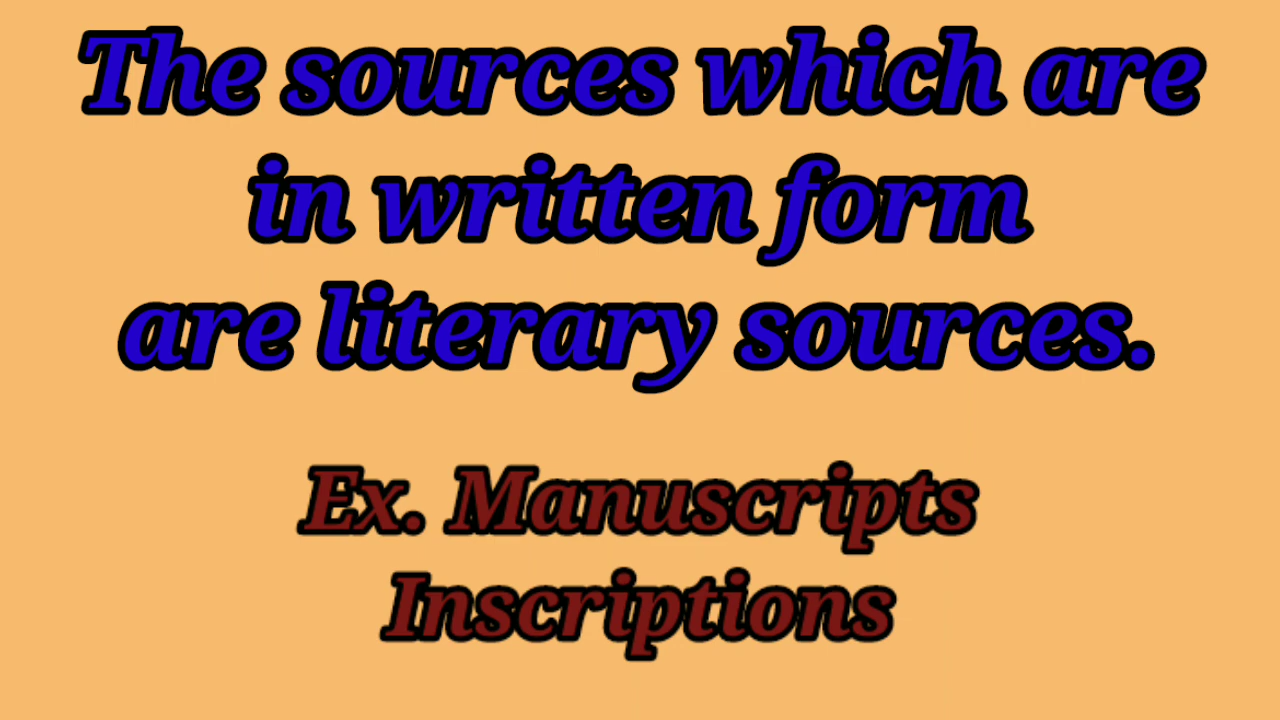 The sources which are
in written form
are literary sources.
Ex. Manuscripts
Inscriptions